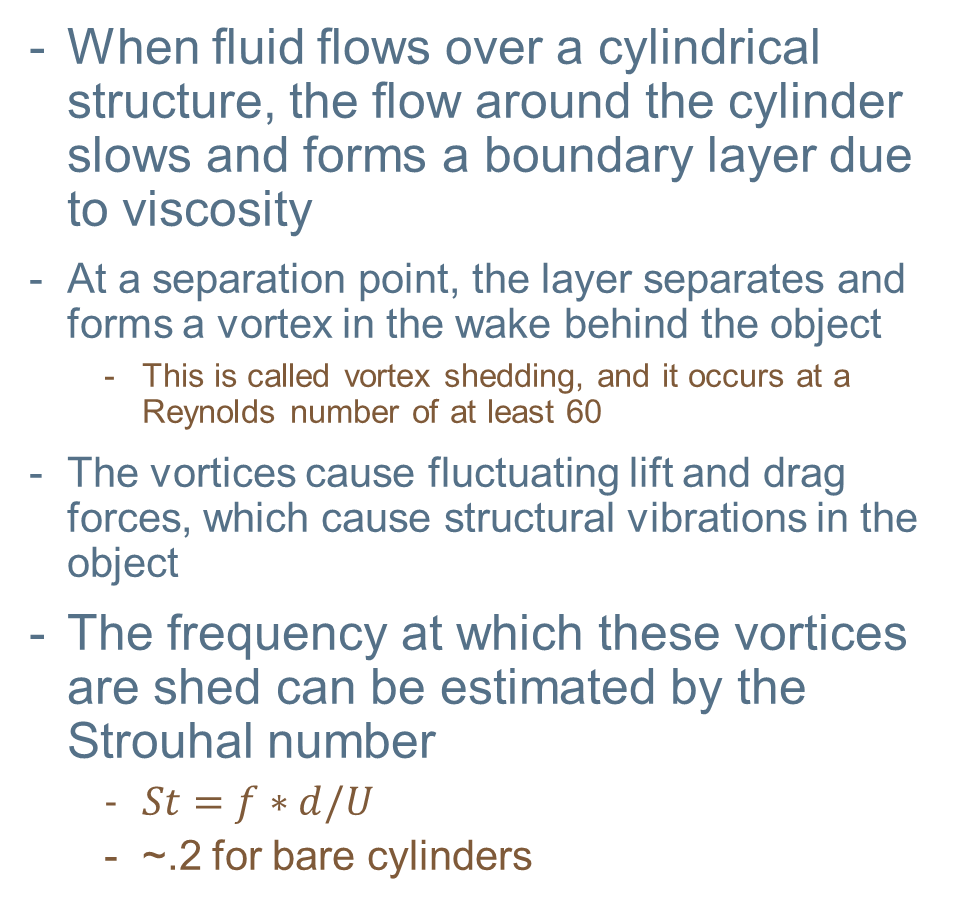 - When fluid flows over a cylindrical
structure, the flow around the cylinder
slows and forms a boundary layer due
to viscosity
- At a separation point, the layer separates and
forms a vortex in the wake behind the object
- This is called vortex shedding, and it occurs at a
Reynolds number of at least 60
- The vortices cause fluctuating lift and drag
forces, which cause structural vibrations in the
object
- The frequency at which these vortices
are shed can be estimated by the
Strouhal number
- St = f * d/U
- ~.2 for bare cylinders